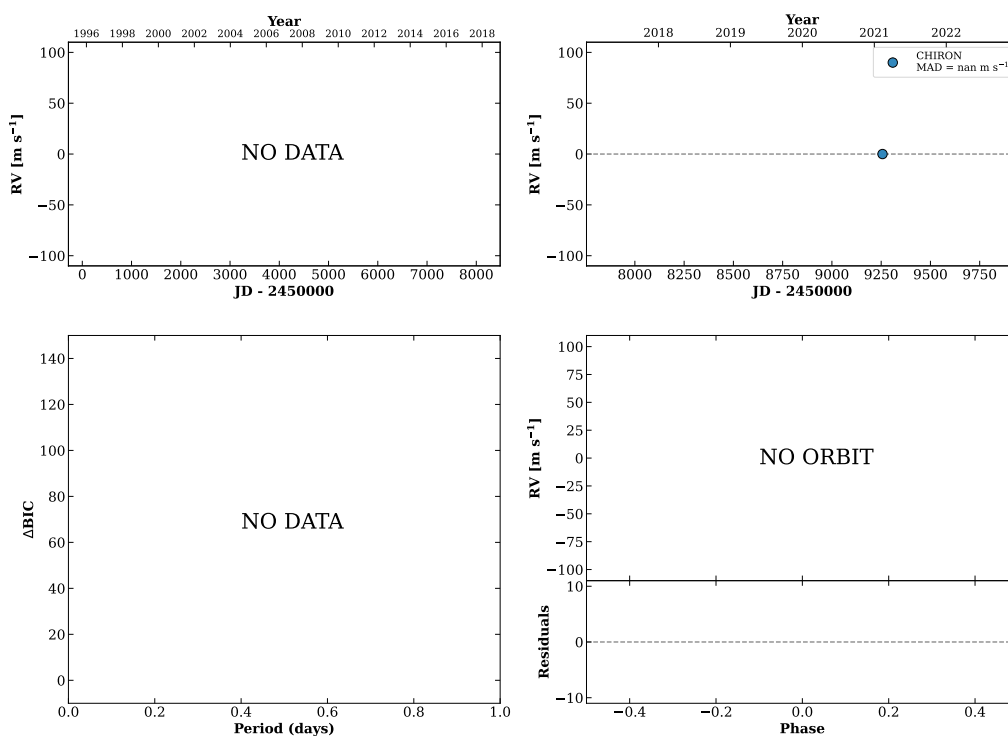 Year
1996 1998 2000 2002 2004 2006 2008 2010 2012 2014 2016 2018
100
50
0
−50
−100
RV [m s⁻¹]
NO DATA
0 1000 2000 3000 4000 5000 6000 7000 8000
JD - 2450000
Year
2018 2019 2020 2021 2022
CHIRON
MAD = nan m s⁻¹
100
50
0
−50
−100
RV [m s⁻¹]
8000 8250 8500 8750 9000 9250 9500 9750
JD - 2450000
140
120
100
80
60
40
20
0
ΔBIC
NO DATA
0.0 0.2 0.4 0.6 0.8 1.0
Period (days)
100
75
50
25
0
−25
−50
−75
−100
RV [m s⁻¹]
NO ORBIT
10
0
−10
Residuals
−0.4 −0.2 0.0 0.2 0.4
Phase